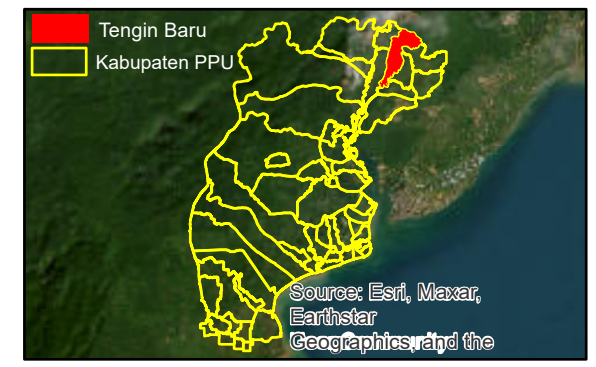 Tengin Baru
Kabupaten PPU
Source: Esri, Maxar,
Earthstar
Geographics, and the